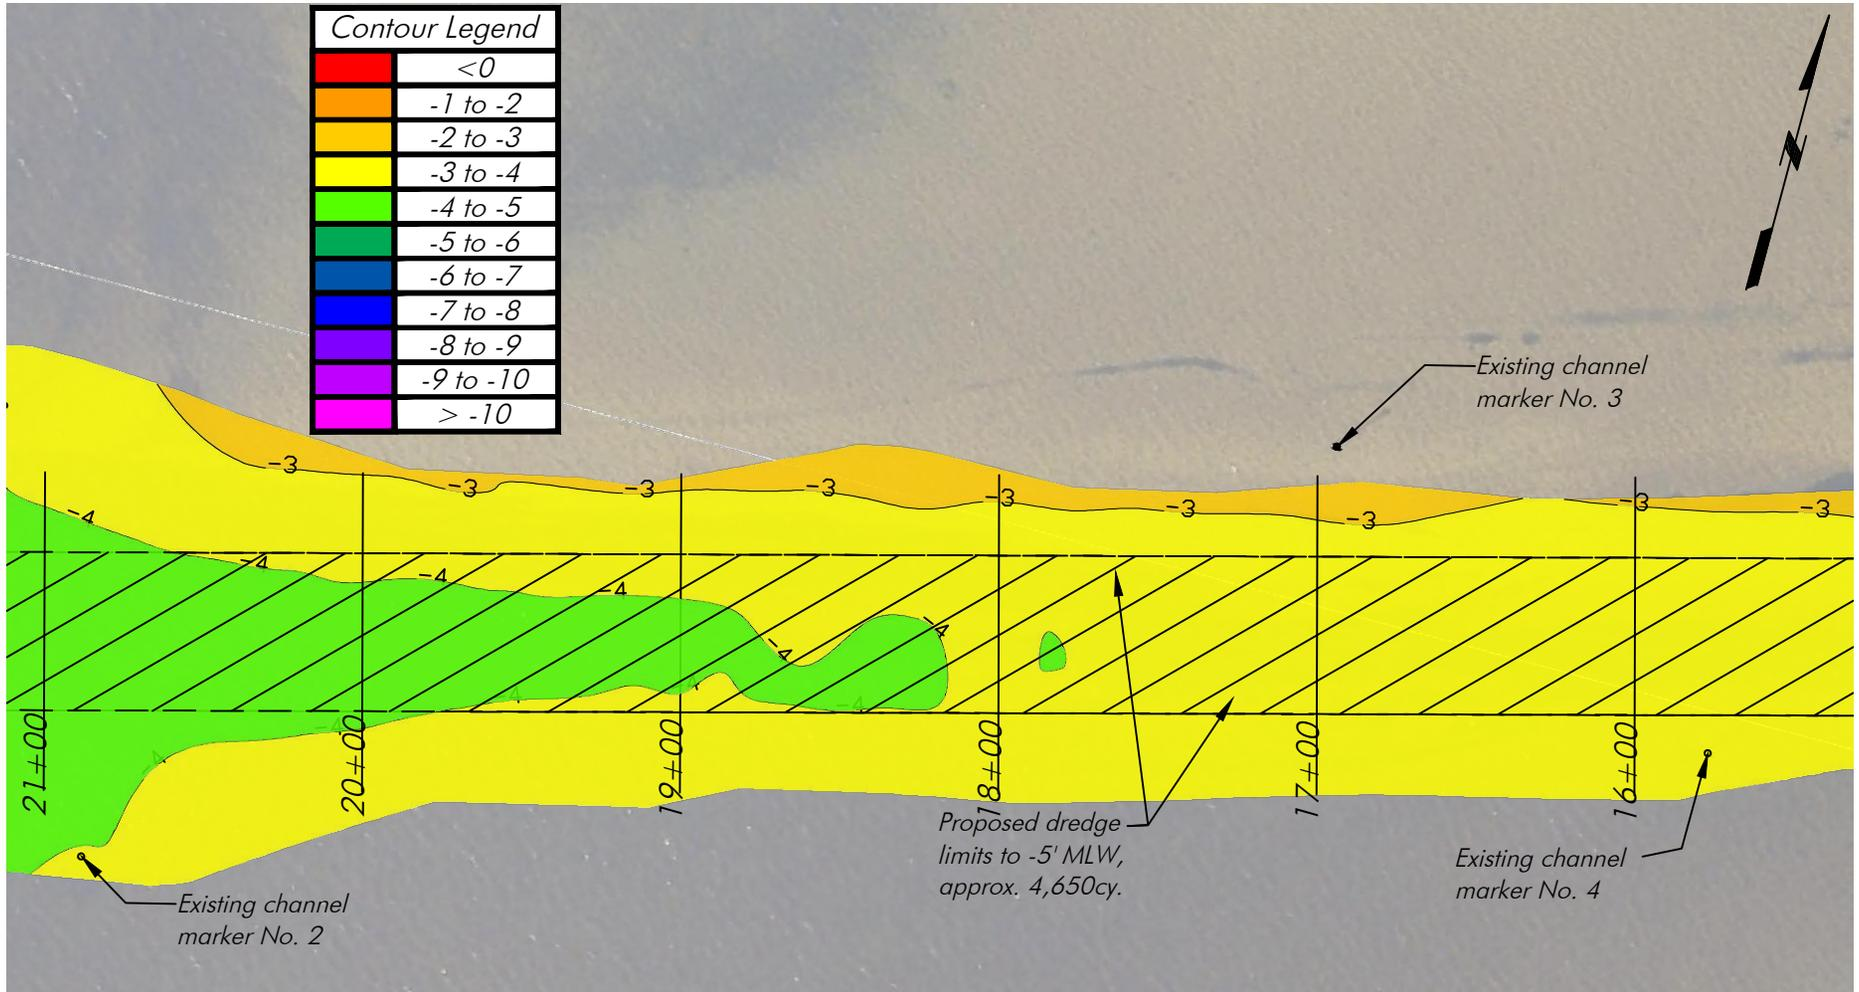 Contour Legend
<0
-1 to -2
-2 to -3
-3 to -4
-4 to -5
-5 to -6
-6 to -7
-7 to -8
-8 to -9
-9 to -10
> -10
N
Existing channel
marker No. 3
-3
-3
-3
-3
-3
-3
-3
-3
-3
-4
-4
-4
-4
-4
-4
-4
-4
-4
-4
-4
21+00
20+00
19+00
18+00
17+00
16+00
Proposed dredge
limits to -5' MLW,
approx. 4,650cy.
Existing channel
marker No. 4
Existing channel
marker No. 2